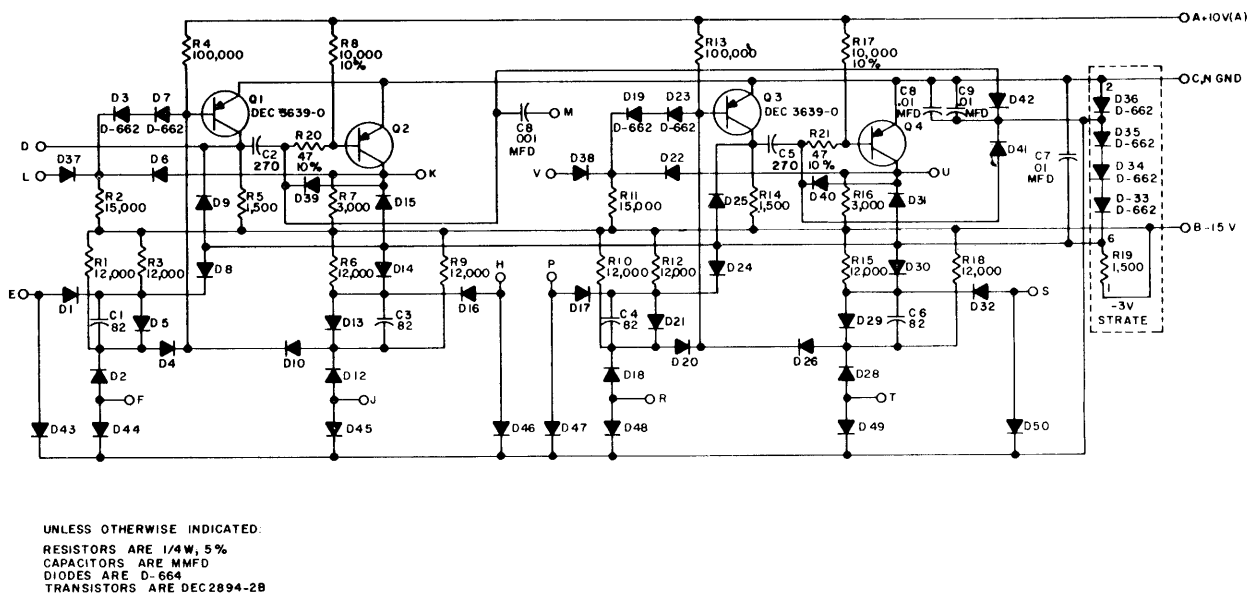 A+10V(A)
R4
100,000
R8
10,000
10%
R13
100,000
R17
10,000
10%
C,N GND
D3
D-662
D7
D-662
Q1
DEC 3639-0
Q2
C8
.001
MFD
M
D19
D-662
D23
D-662
Q3
DEC 3639-0
Q4
C8
.01
MFD
C9
.01
MFD
D42
D41
2
D36
D-662
D35
D-662
D34
D-662
D-33
D-662
D
L
D37
D6
C2
270
R20
47
10%
D39
K
V
D38
D22
C5
270
R21
47
10%
D40
U
C7
.01
MFD
R2
15,000
D9
R5
1,500
R7
3,000
D15
R11
15,000
D25
R14
1,500
R16
3,000
D31
B-15V
R1
12,000
R3
12,000
D8
R6
12,000
D14
R9
12,000
H
P
R10
12,000
R12
12,000
D24
R15
12,000
D30
R18
12,000
6
R19
1,500
1
-3V
STRATE
E
D1
C1
82
D5
D4
D10
D13
C3
82
D16
D17
C4
82
D21
D20
D26
D29
C6
82
D32
S
D2
F
D12
J
D18
R
D28
T
D43
D44
D45
D46
D47
D48
D49
D50
UNLESS OTHERWISE INDICATED:
RESISTORS ARE 1/4W, 5%
CAPACITORS ARE MMFD
DIODES ARE D-664
TRANSISTORS ARE DEC2894-2B